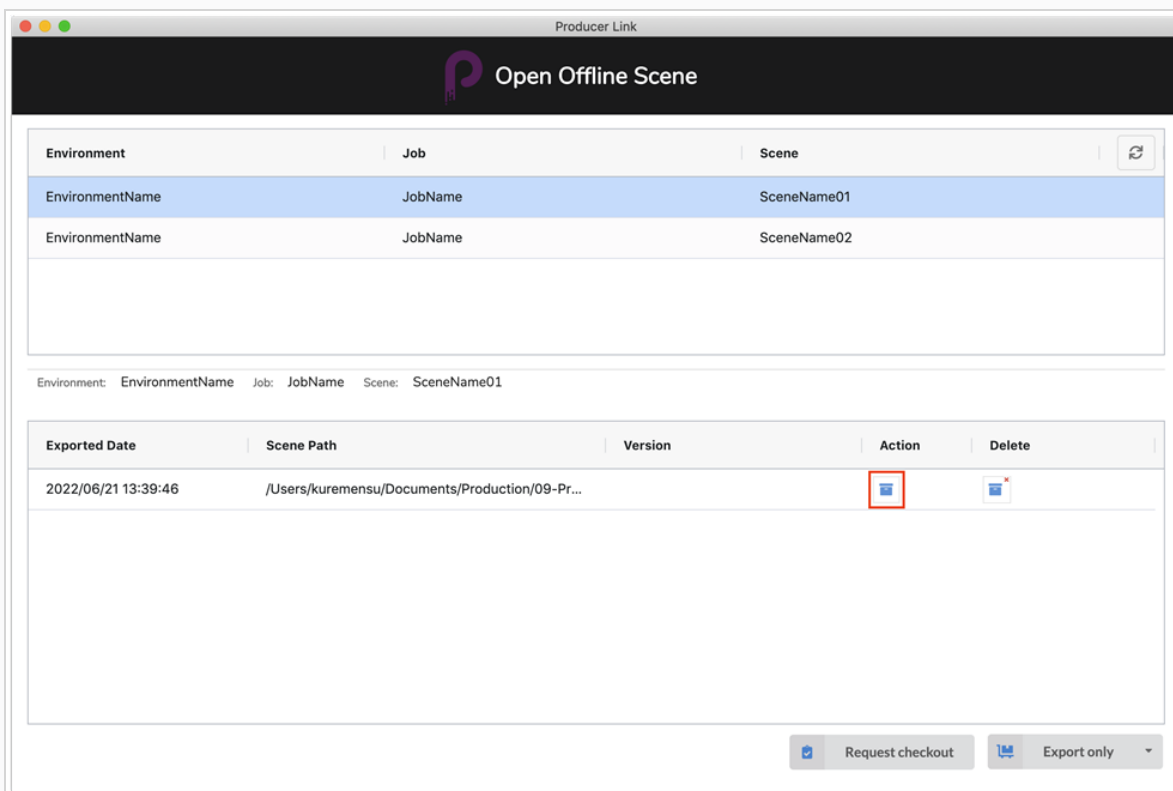 Producer Link
Open Offline Scene
Environment Job Scene
EnvironmentName JobName SceneName01
EnvironmentName JobName SceneName02
Environment: EnvironmentName Job: JobName Scene: SceneName01
Exported Date Scene Path Version Action Delete
2022/06/21 13:39:46 /Users/kuremensu/Documents/Production/09-Pr...
Request checkout Export only